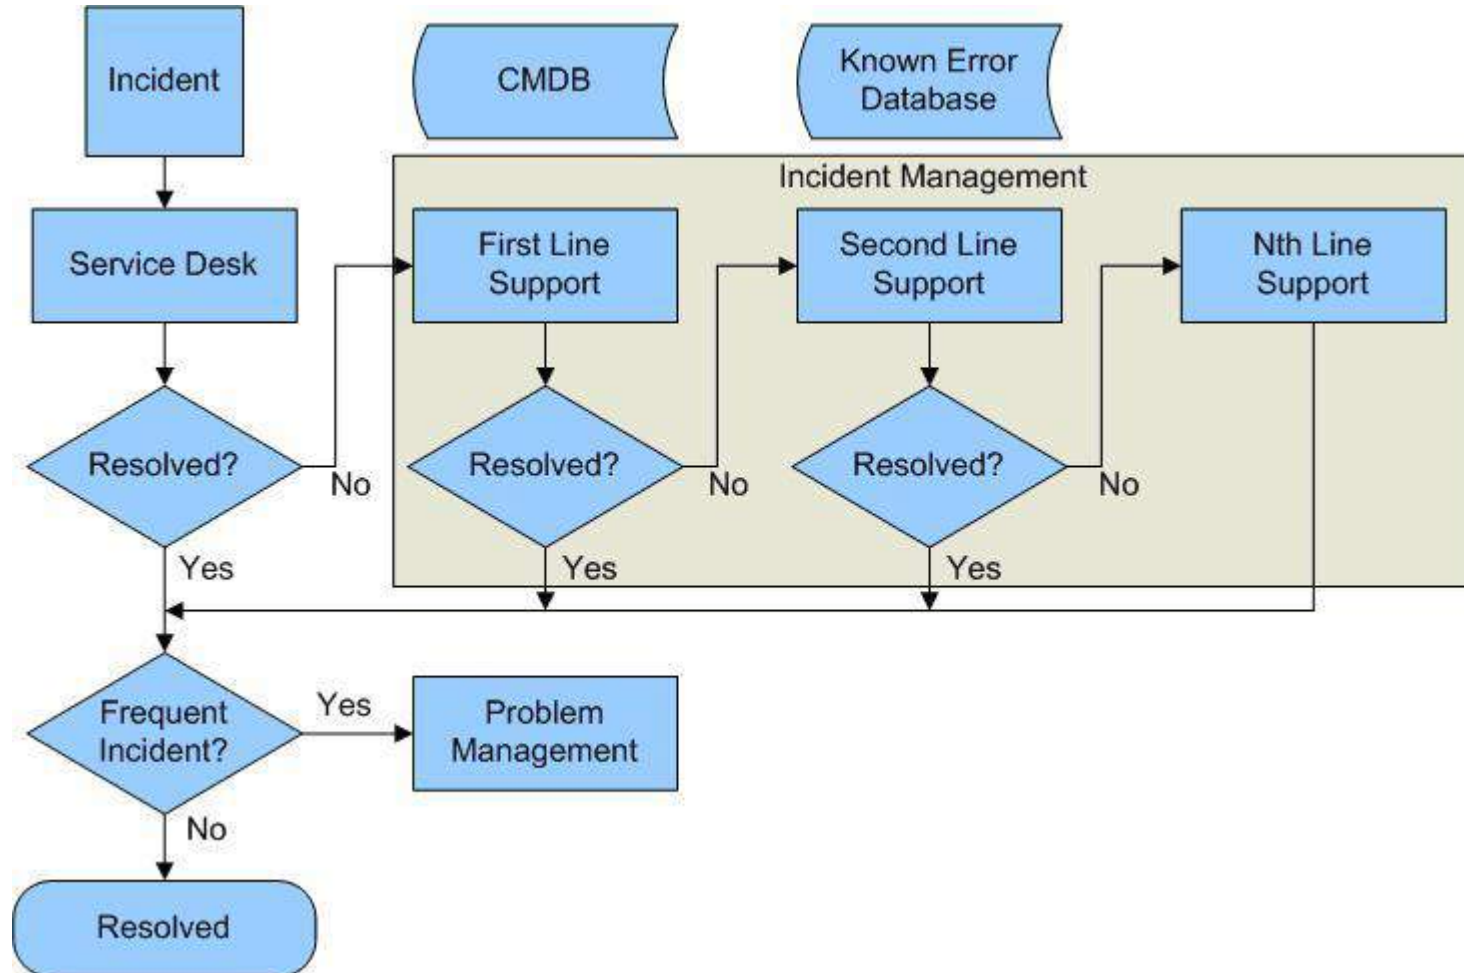 Incident
CMDB
Known Error
Database
Incident Management
Service Desk
First Line
Support
Second Line
Support
Nth Line
Support
Resolved?
No
Resolved?
No
Resolved?
No
Yes
Yes
Yes
Frequent
Incident?
Yes
Problem
Management
No
Resolved